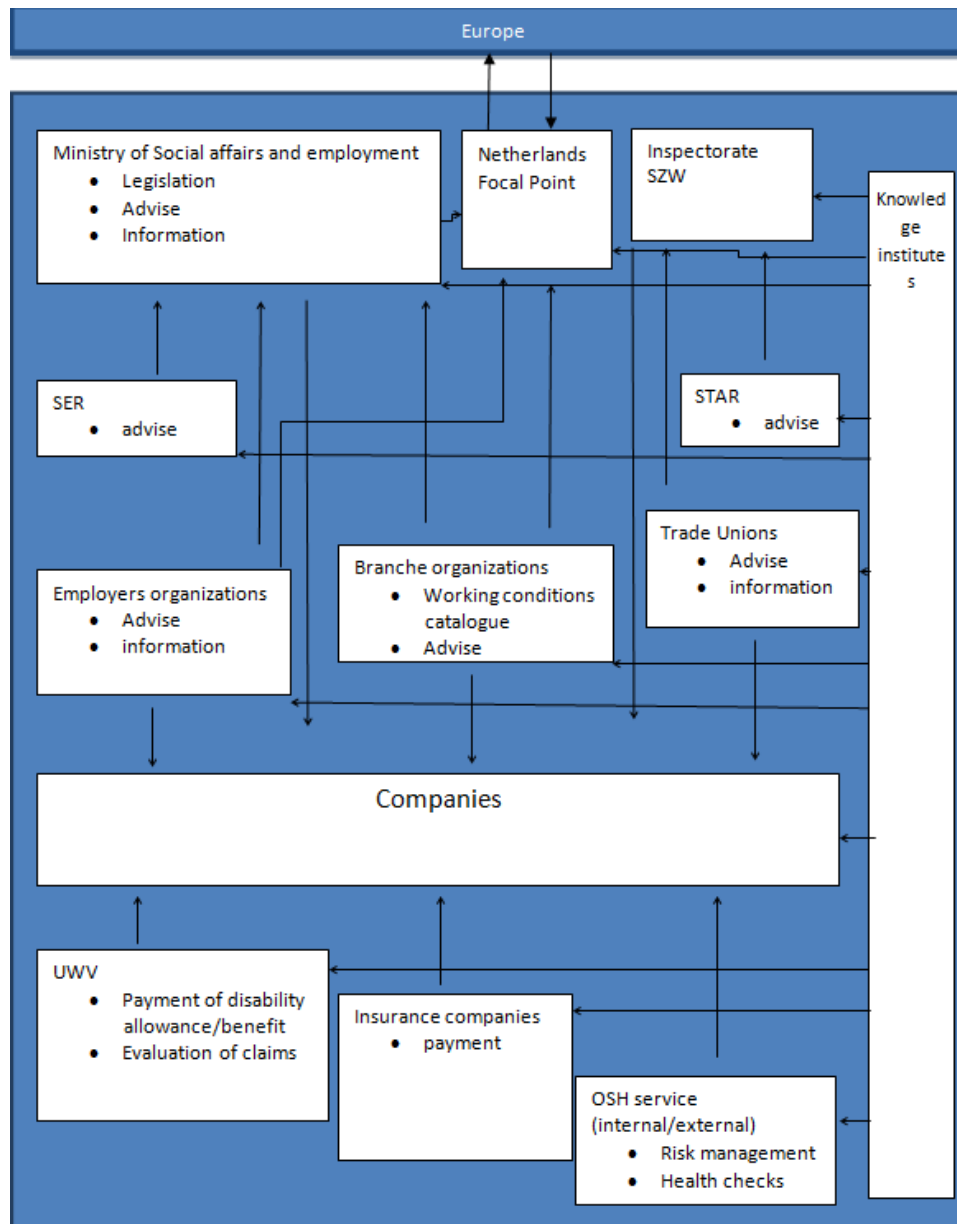 Europe
Ministry of Social affairs and employment
• Legislation
• Advise
• Information
Netherlands
Focal Point
Inspectorate
SZW
Knowled
ge
institute
s
SER
• advise
STAR
• advise
Employers organizations
• Advise
• information
Branche organizations
• Working conditions
catalogue
• Advise
Trade Unions
• Advise
• information
Companies
UWV
• Payment of disability
allowance/benefit
• Evaluation of claims
Insurance companies
• payment
OSH service
(internal/external)
• Risk management
• Health checks